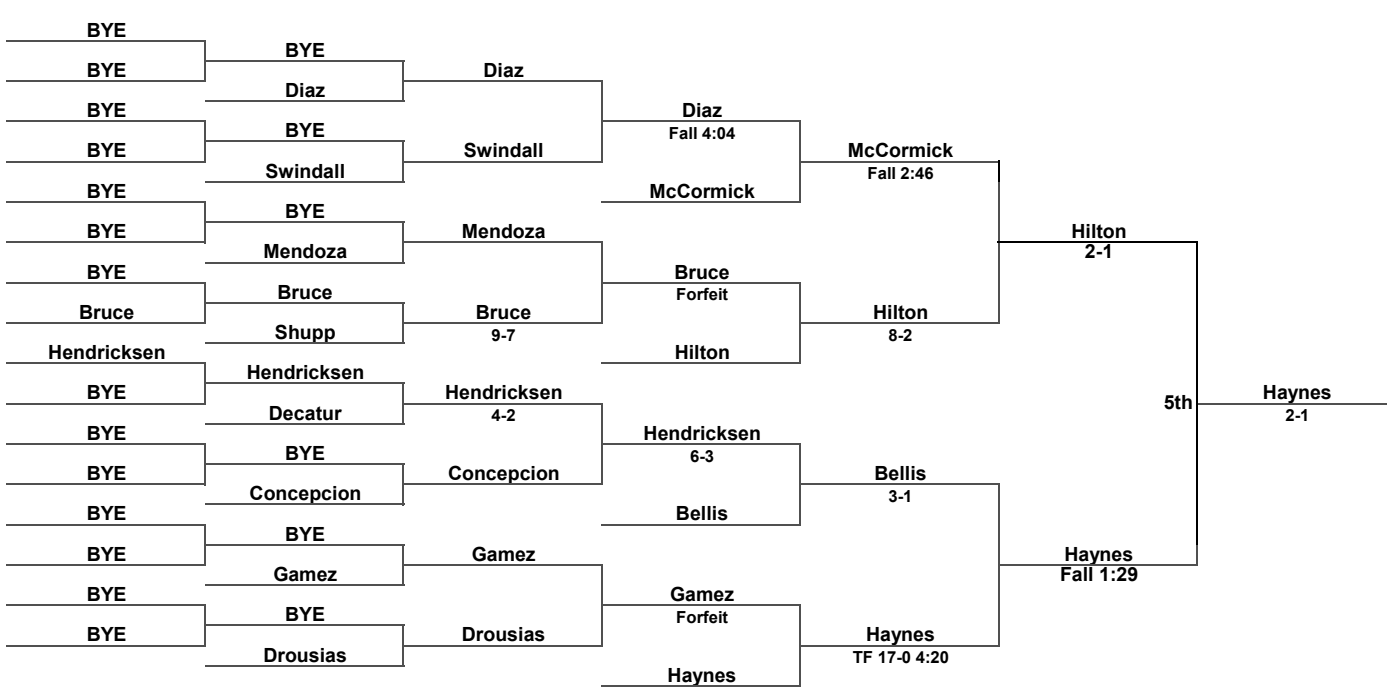 BYE
BYE
BYE
BYE
BYE
BYE
BYE
Bruce
Hendricksen
BYE
BYE
BYE
BYE
BYE
BYE
BYE
BYE
Diaz
BYE
Swindall
BYE
Mendoza
Bruce
Shupp
Hendricksen
Decatur
BYE
Concepcion
BYE
Gamez
BYE
Drousias
Diaz
Swindall
Mendoza
Bruce
9-7
Hendricksen
4-2
Concepcion
Gamez
Drousias
Diaz
Fall 4:04
McCormick
Bruce
Forfeit
Hilton
Hendricksen
6-3
Bellis
Gamez
Forfeit
Haynes
McCormick
Fall 2:46
Hilton
8-2
Bellis
3-1
Haynes
TF 17-0 4:20
Hilton
2-1
Haynes
Fall 1:29
5th
Haynes
2-1